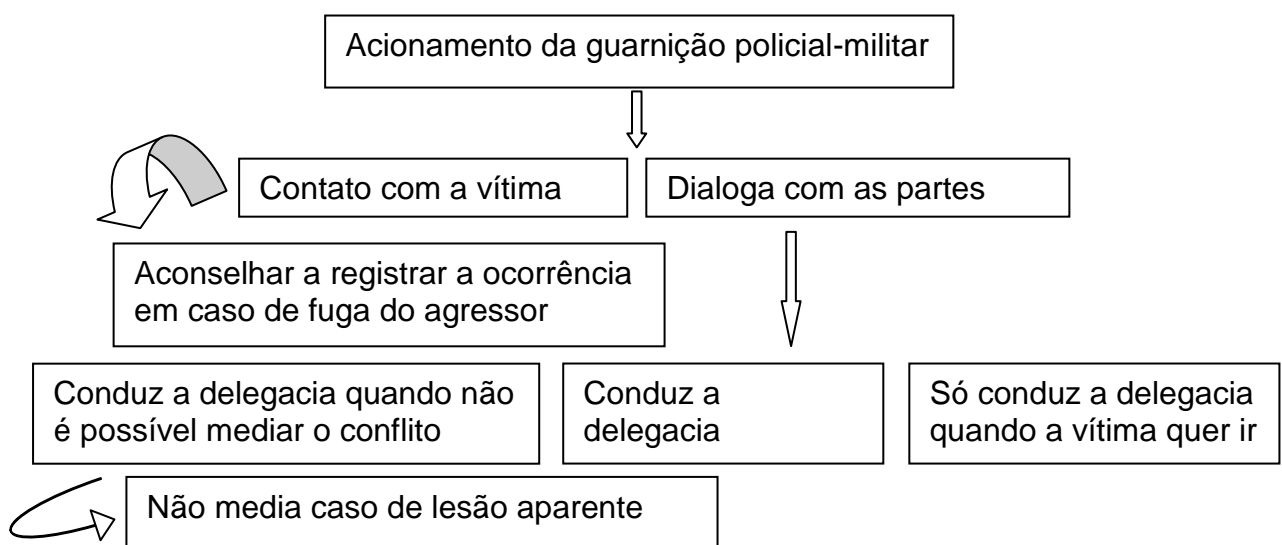 Acionamento da guarnição policial-militar
Contato com a vítima
Dialoga com as partes
Aconselhar a registrar a ocorrência
em caso de fuga do agressor
Conduz a delegacia quando não
é possível mediar o conflito
Conduz a
delegacia
Só conduz a delegacia
quando a vítima quer ir
Não media caso de lesão aparente